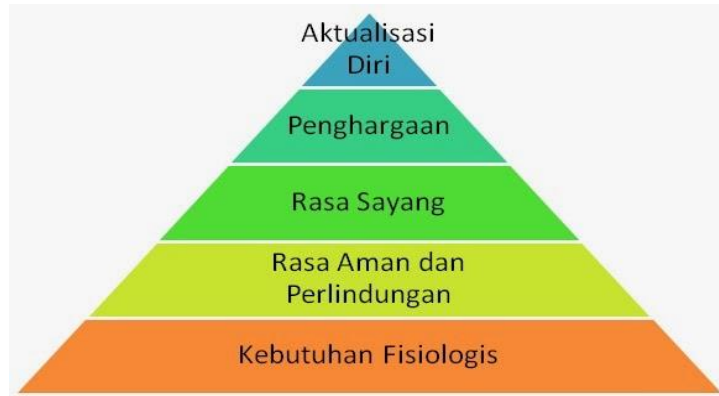 Aktualisasi
Diri
Penghargaan
Rasa Sayang
Rasa Aman dan
Perlindungan
Kebutuhan Fisiologis